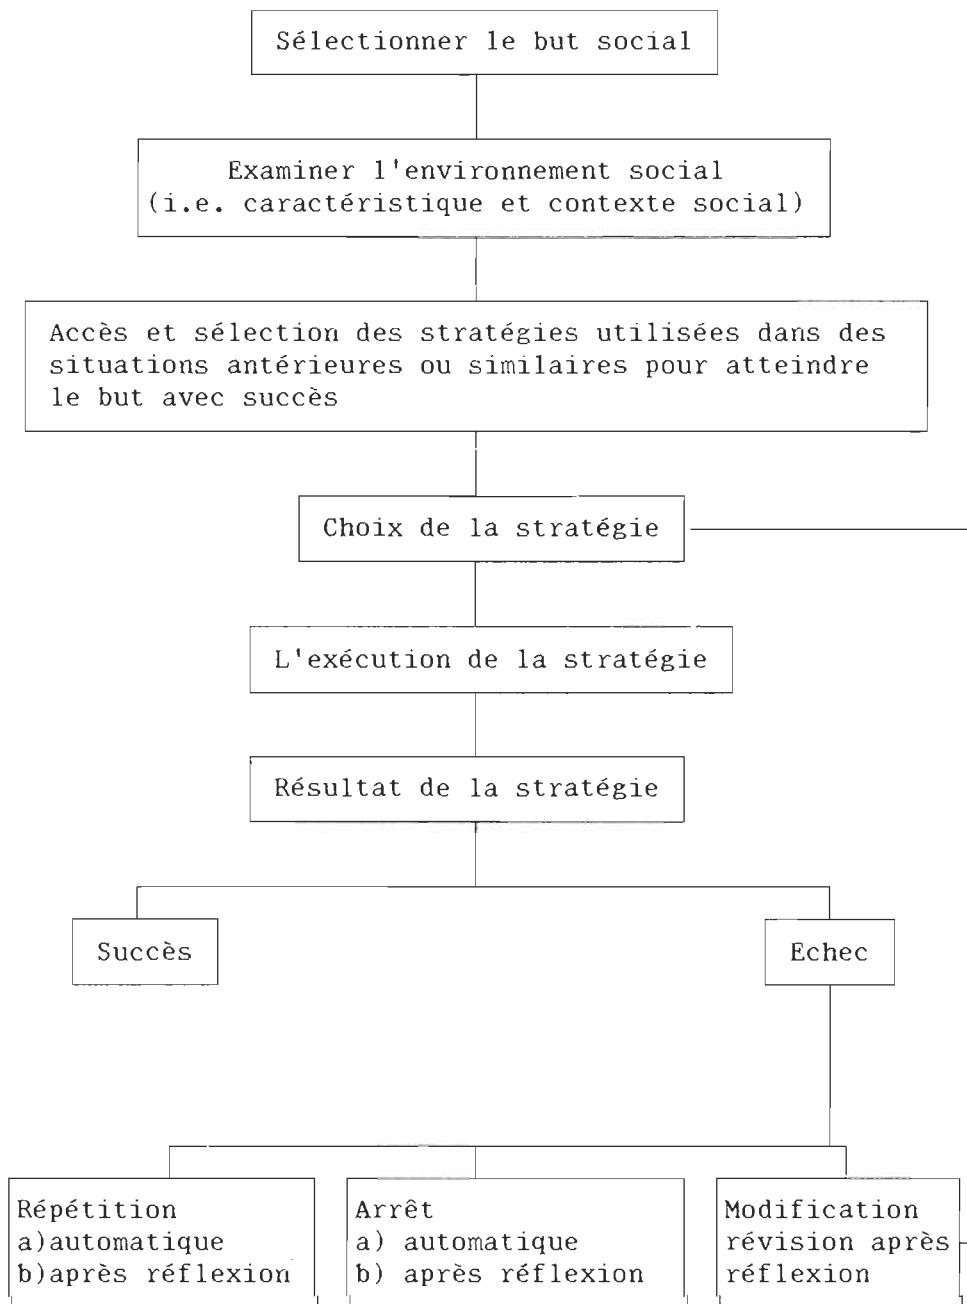 Sélectionner le but social
Examiner l'environnement social
(i.e. caractéristique et contexte social)
Accès et sélection des stratégies utilisées dans des
situations antérieures ou similaires pour atteindre
le but avec succès
Choix de la stratégie
L'exécution de la stratégie
Résultat de la stratégie
Succès
Echec
Répétition
a)automatique
b)après réflexion
Arrêt
a) automatique
b) après réflexion
Modification
révision après
réflexion